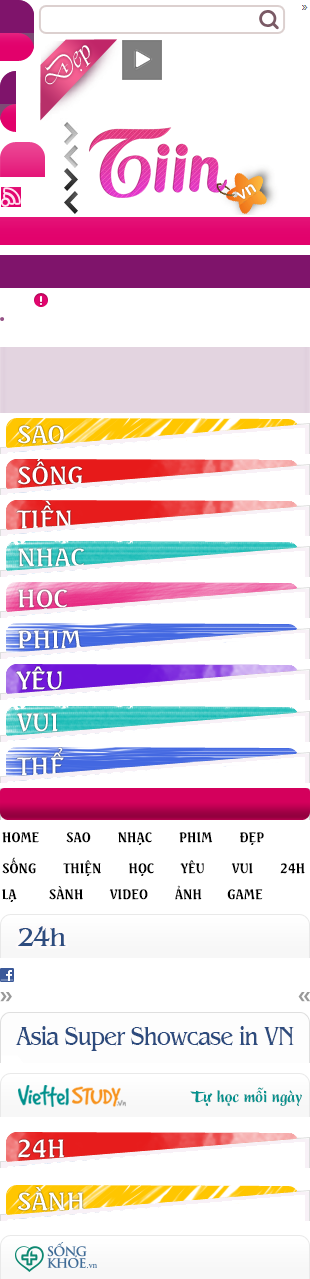 Đẹp
Tiin
.vn
SAO
SỐNG
TIỀN
NHẠC
HỌC
PHIM
YÊU
VUI
THỂ
HOME SAO NHẠC PHIM ĐẸP
SỐNG THIỆN HỌC YÊU VUI 24H
LẠ SÀNH VIDEO ẢNH GAME
24h
Asia Super Showcase in VN
ViettelSTUDY.vn Tự học mỗi ngày
24H
SÀNH
SỐNG
KHOẺ.vn